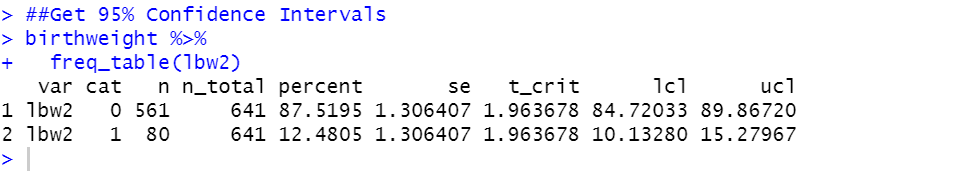 > ##Get 95% Confidence Intervals
> birthweight %>%
+   freq_table(lbw2)
   var cat   n n_total percent       se   t_crit      lcl      ucl
1 lbw2   0 561     641 87.5195 1.306407 1.963678 84.72033 89.86720
2 lbw2   1  80     641 12.4805 1.306407 1.963678 10.13280 15.27967
>